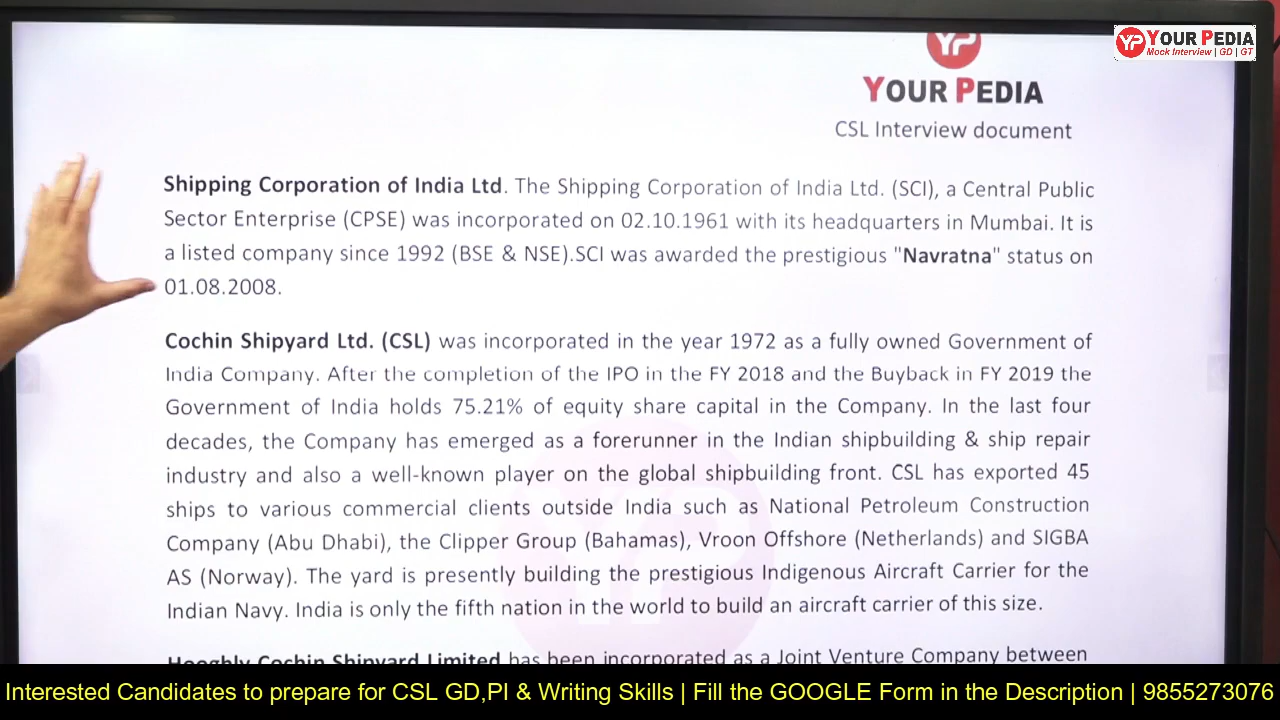 YP YOUR PEDIA
Mock Interview | GD | GT
YP
YOUR PEDIA
CSL Interview document
Shipping Corporation of India Ltd. The Shipping Corporation of India Ltd. (SCI), a Central Public
Sector Enterprise (CPSE) was incorporated on 02.10.1961 with its headquarters in Mumbai. It is
a listed company since 1992 (BSE & NSE).SCI was awarded the prestigious "Navratna" status on
01.08.2008.
Cochin Shipyard Ltd. (CSL) was incorporated in the year 1972 as a fully owned Government of
India Company. After the completion of the IPO in the FY 2018 and the Buyback in FY 2019 the
Government of India holds 75.21% of equity share capital in the Company. In the last four
decades, the Company has emerged as a forerunner in the Indian shipbuilding & ship repair
industry and also a well-known player on the global shipbuilding front. CSL has exported 45
ships to various commercial clients outside India such as National Petroleum Construction
Company (Abu Dhabi), the Clipper Group (Bahamas), Vroon Offshore (Netherlands) and SIGBA
AS (Norway). The yard is presently building the prestigious Indigenous Aircraft Carrier for the
Indian Navy. India is only the fifth nation in the world to build an aircraft carrier of this size.
Hooghly Cochin Shipyard Limited has been incorporated as a Joint Venture Company between
Interested Candidates to prepare for CSL GD,PI & Writing Skills | Fill the GOOGLE Form in the Description | 9855273076